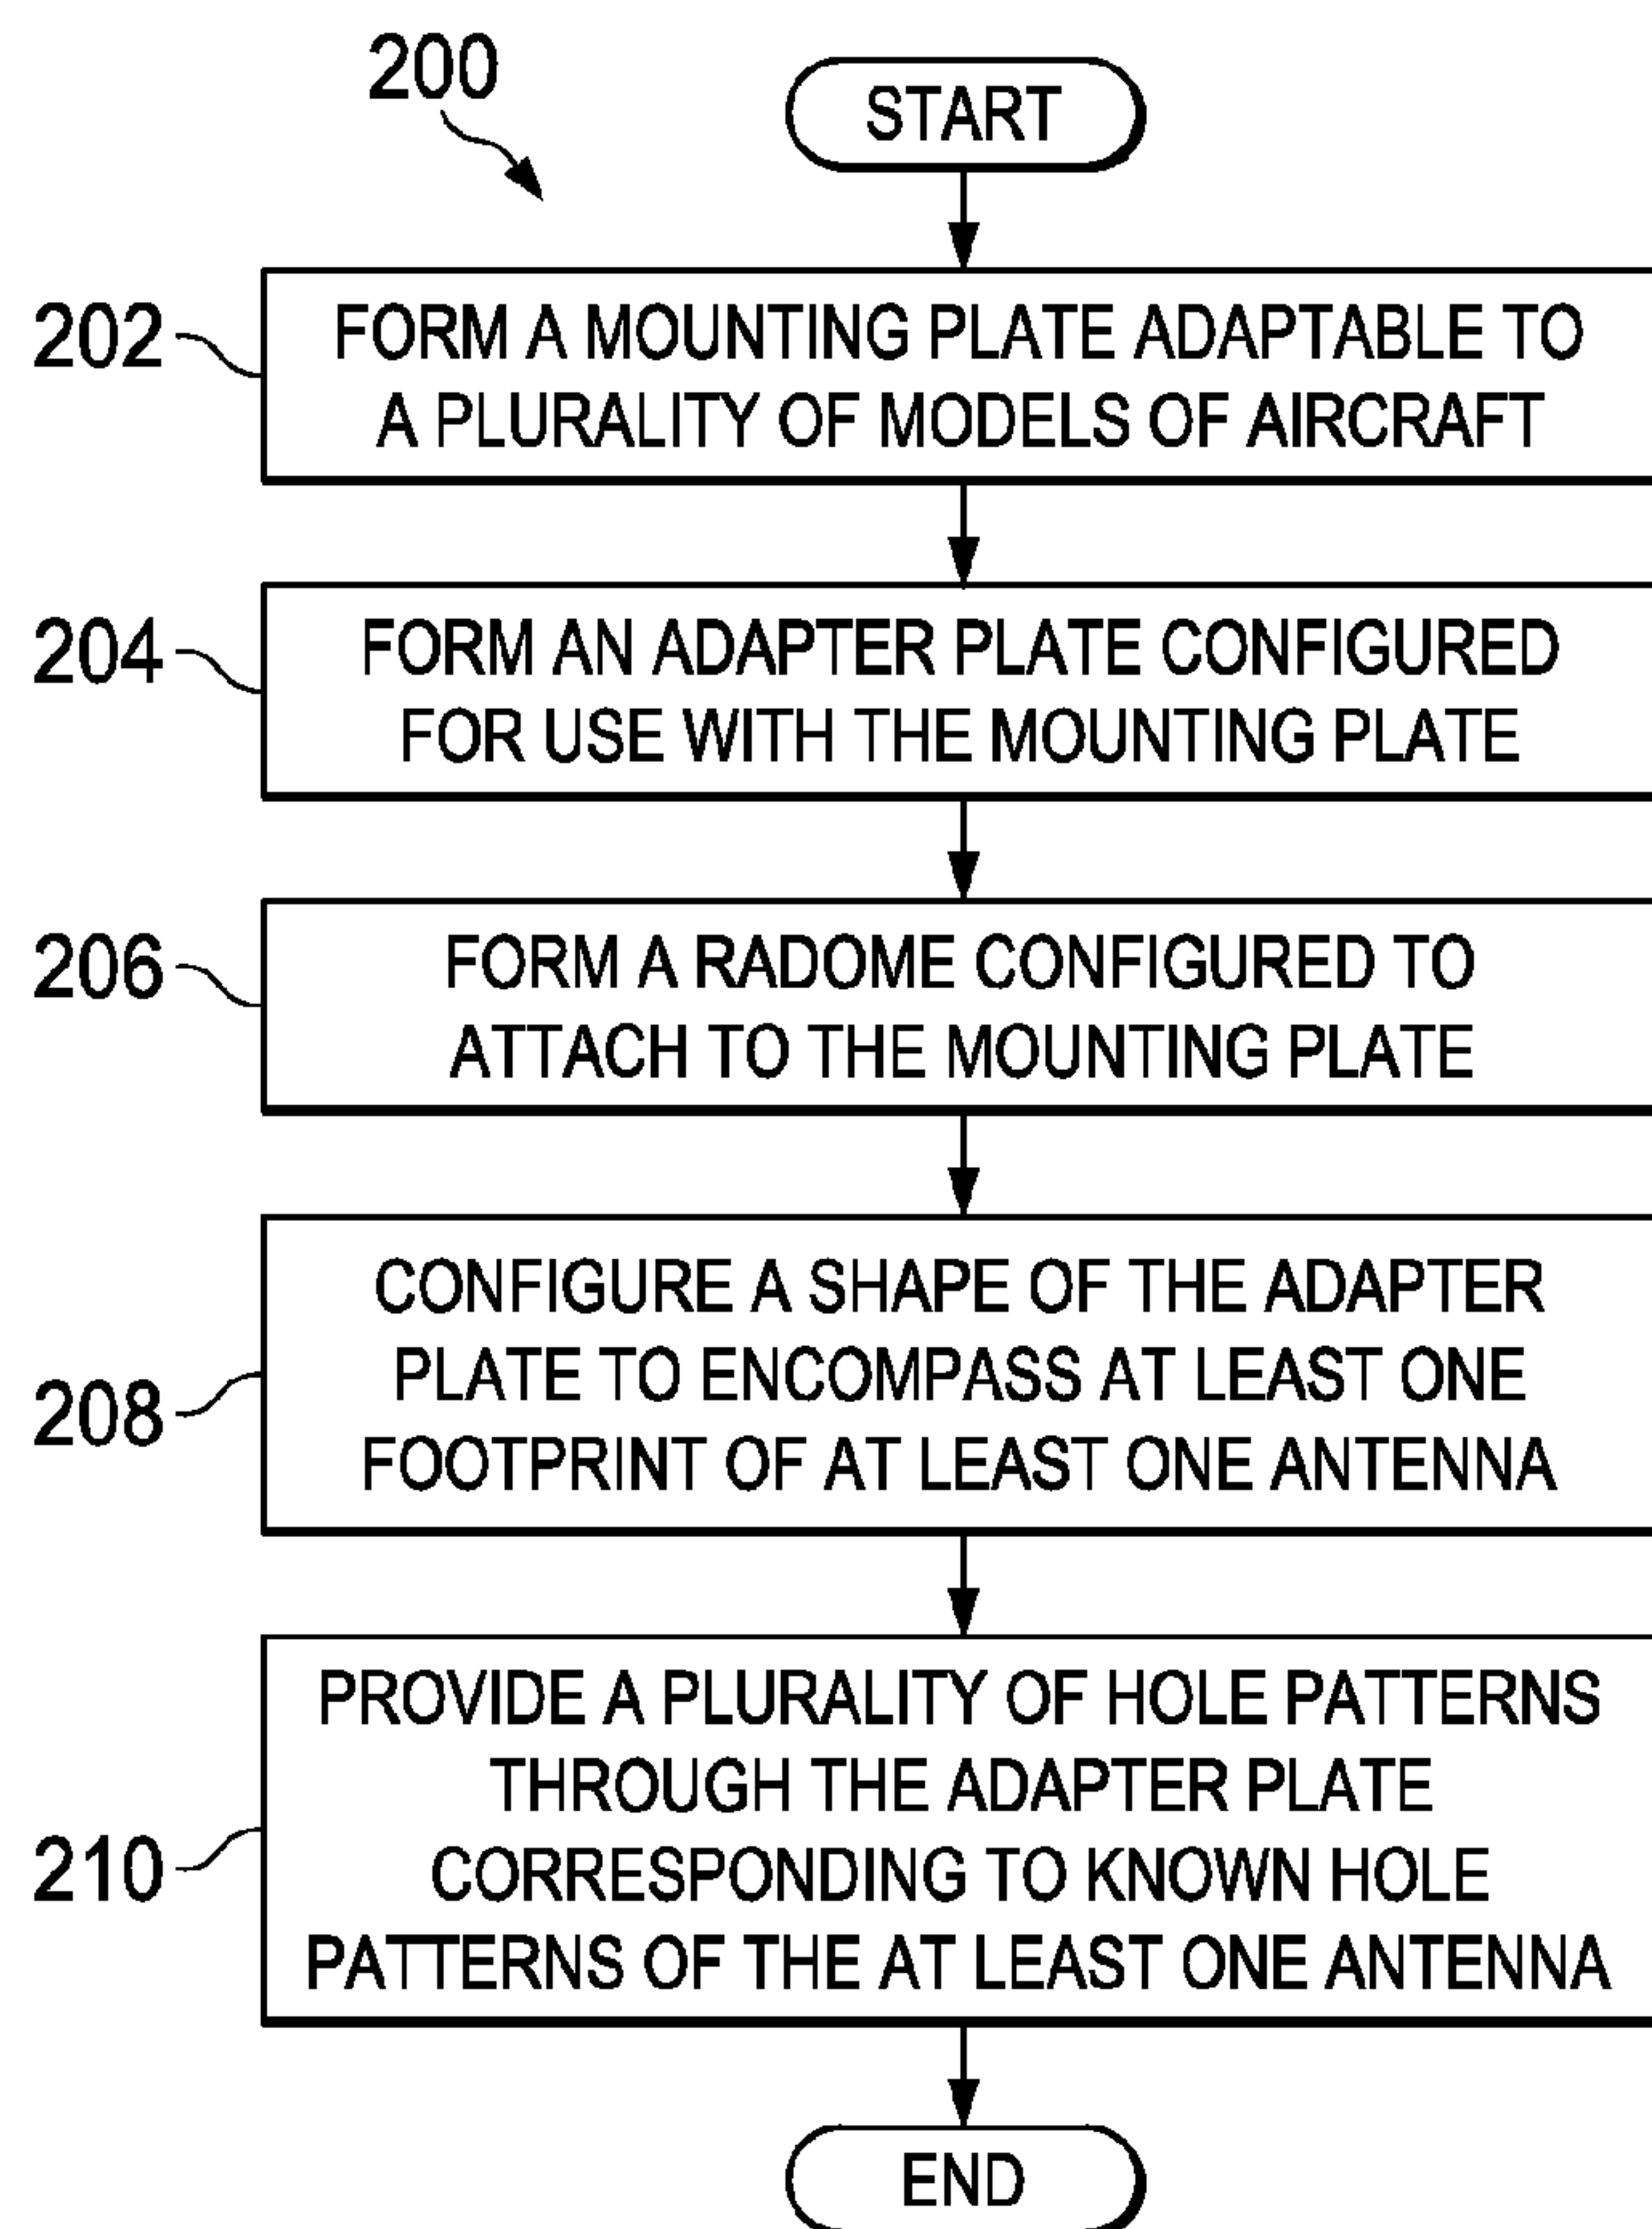 200
START
202
FORM A MOUNTING PLATE ADAPTABLE TO
A PLURALITY OF MODELS OF AIRCRAFT
204
FORM AN ADAPTER PLATE CONFIGURED
FOR USE WITH THE MOUNTING PLATE
206
FORM A RADOME CONFIGURED TO
ATTACH TO THE MOUNTING PLATE
208
CONFIGURE A SHAPE OF THE ADAPTER
PLATE TO ENCOMPASS AT LEAST ONE
FOOTPRINT OF AT LEAST ONE ANTENNA
210
PROVIDE A PLURALITY OF HOLE PATTERNS
THROUGH THE ADAPTER PLATE
CORRESPONDING TO KNOWN HOLE
PATTERNS OF THE AT LEAST ONE ANTENNA
END